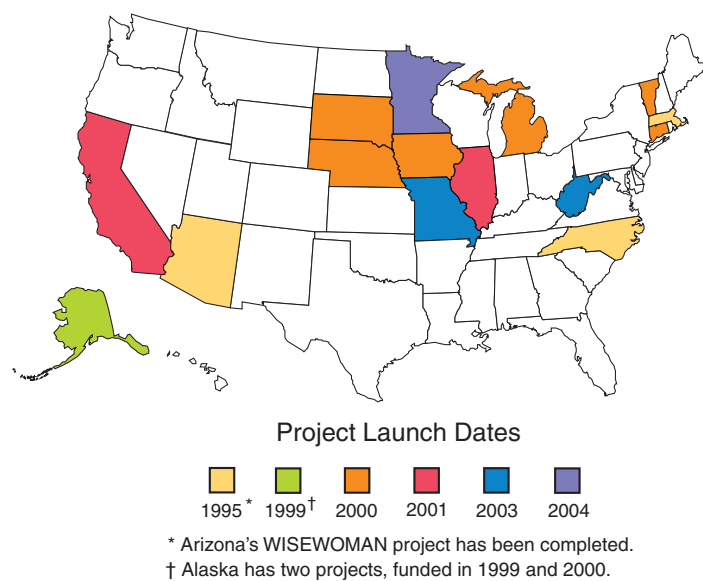 Project Launch Dates
1995 * 1999† 2000 2001 2003 2004
* Arizona's WISEWOMAN project has been completed.
† Alaska has two projects, funded in 1999 and 2000.